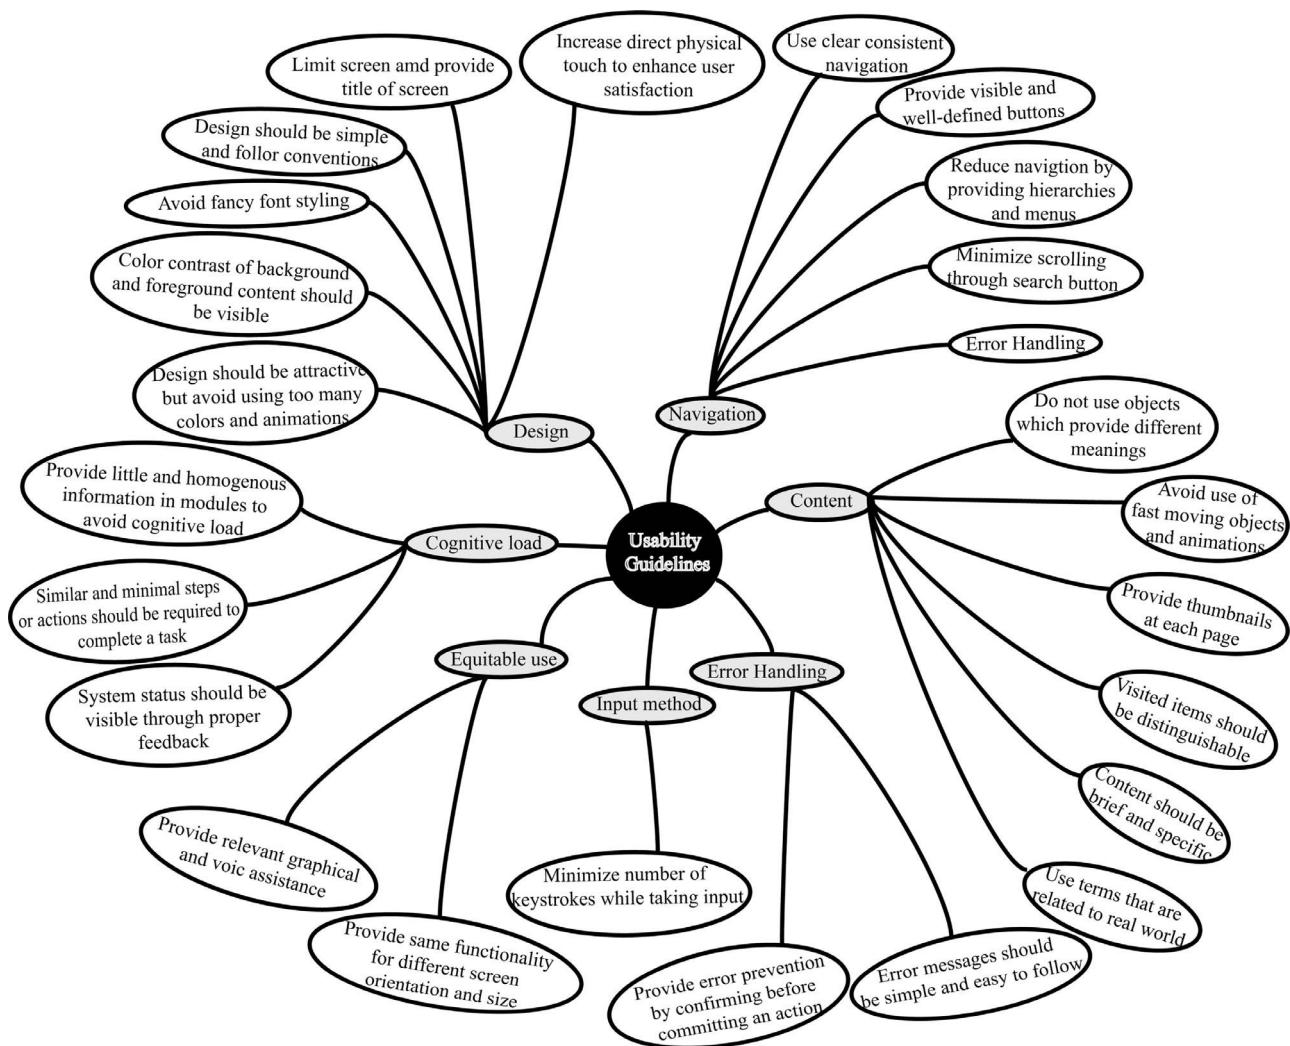 Limit screen amd provide
title of screen
Increase direct physical
touch to enhance user
satisfaction
Use clear consistent
navigation
Provide visible and
well-defined buttons
Design should be simple
and follor conventions
Reduce navigtion by
providing hierarchies
and menus
Avoid fancy font styling
Minimize scrolling
through search button
Color contrast of background
and foreground content should
be visible
Error Handling
Design should be attractive
but avoid using too many
colors and animations
Design
Navigation
Do not use objects
which provide different
meanings
Provide little and homogenous
information in modules to
avoid cognitive load
Content
Avoid use of
fast moving objects
and animations
Cognitive load
Usability
Guidelines
Similar and minimal steps
or actions should be required to
complete a task
Provide thumbnails
at each page
Equitable use
Error Handling
Input method
System status should be
visible through proper
feedback
Visited items should
be distinguishable
Content should be
brief and specific
Provide relevant graphical
and voic assistance
Minimize number of
keystrokes while taking input
Use terms that are
related to real world
Provide same functionality
for different screen
orientation and size
Provide error prevention
by confirming before
committing an action
Error messages should
be simple and easy to follow